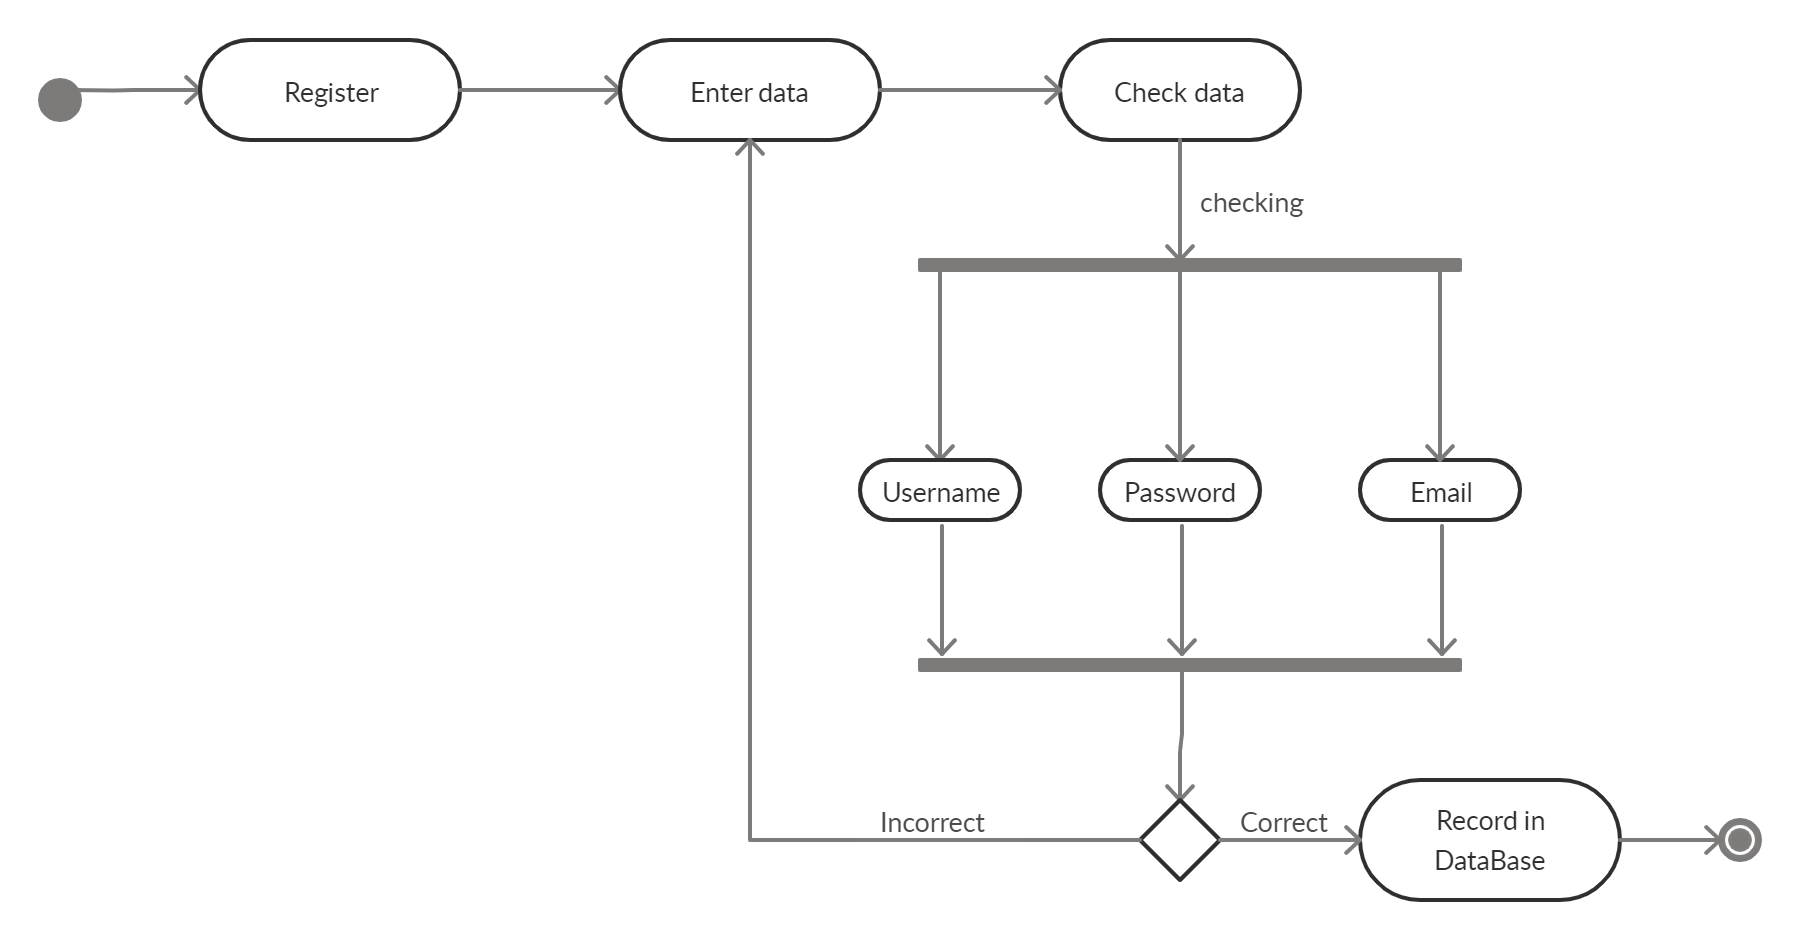 Register
Enter data
Check data
checking
Username
Password
Email
Incorrect
Correct
Record in
DataBase